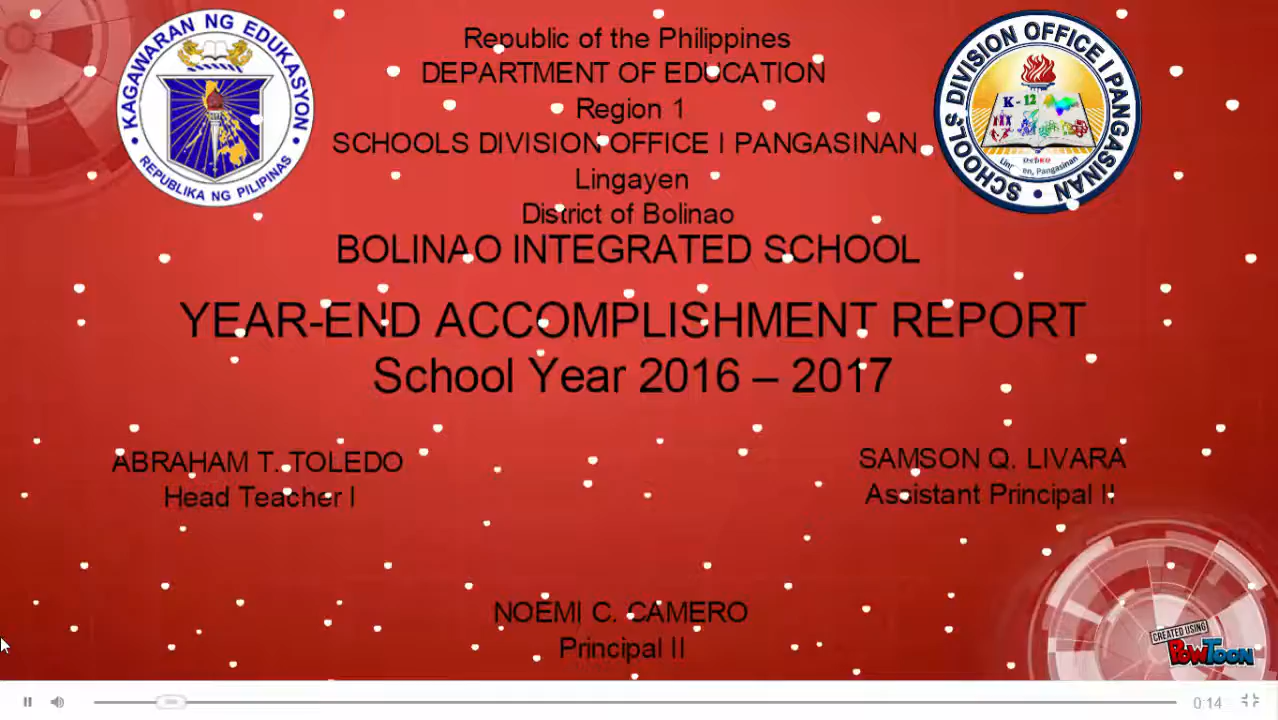 KAGAWARAN NG EDUKASYON
REPUBLIKA NG PILIPINAS
Republic of the Philippines
DEPARTMENT OF EDUCATION
Region 1
SCHOOLS DIVISION OFFICE I PANGASINAN
Lingayen
District of Bolinao
BOLINAO INTEGRATED SCHOOL
SCHOOL'S DIVISION OFFICE I PANGASINAN
K-12
YEAR-END ACCOMPLISHMENT REPORT
School Year 2016 – 2017
ABRAHAM T. TOLEDO
Head Teacher I
SAMSON Q. LIVARA
Assistant Principal II
NOEMI C. CAMERO
Principal II
CREATED USING
POWTOON
0:14